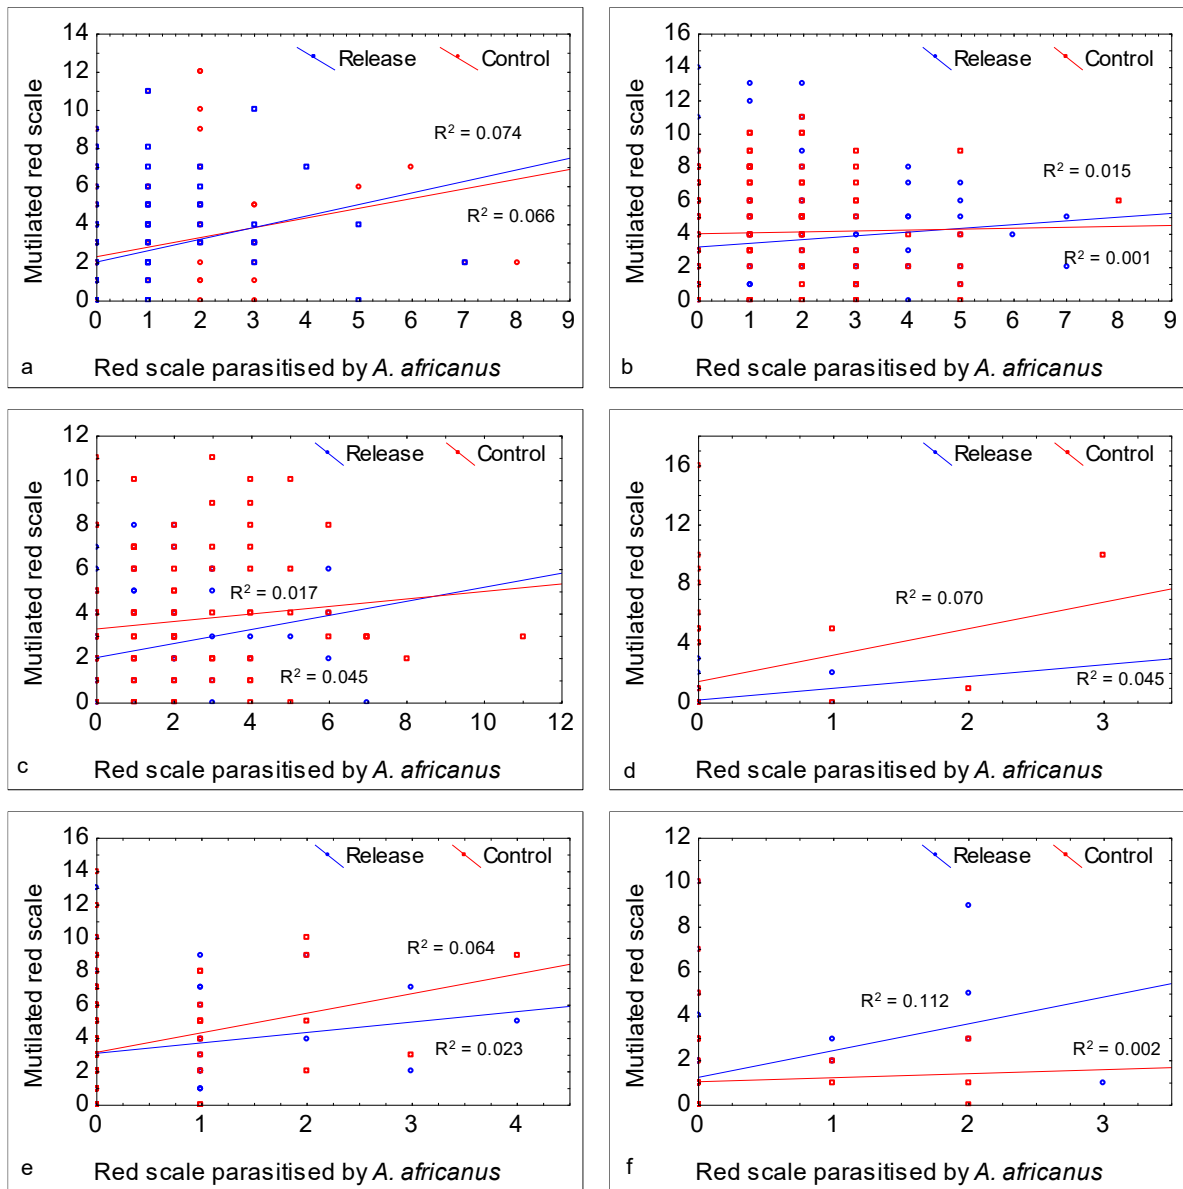 14
12
10
8
6
4
2
0
Mutilated red scale
Release Control
R² = 0.074
R² = 0.066
0 1 2 3 4 5 6 7 8 9
a Red scale parasitised by A. africanus
16
14
12
10
8
6
4
2
0
Mutilated red scale
Release Control
R² = 0.015
R² = 0.001
0 1 2 3 4 5 6 7 8 9
b Red scale parasitised by A. africanus
12
10
8
6
4
2
0
Mutilated red scale
Release Control
R² = 0.017
R² = 0.045
0 2 4 6 8 10 12
c Red scale parasitised by A. africanus
16
12
8
4
0
Mutilated red scale
Release Control
R² = 0.070
R² = 0.045
0 1 2 3
d Red scale parasitised by A. africanus
16
14
12
10
8
6
4
2
0
Mutilated red scale
Release Control
R² = 0.064
R² = 0.023
0 1 2 3 4
e Red scale parasitised by A. africanus
12
10
8
6
4
2
0
Mutilated red scale
Release Control
R² = 0.112
R² = 0.002
0 1 2 3
f Red scale parasitised by A. africanus